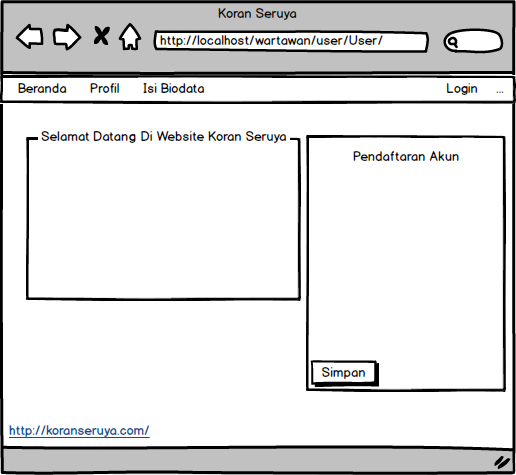 Koran Seruya
http://localhost/wartawan/user/User/
Beranda Profil Isi Biodata Login ...
Selamat Datang Di Website Koran Seruya
Pendaftaran Akun
Simpan
http://koranseruya.com/